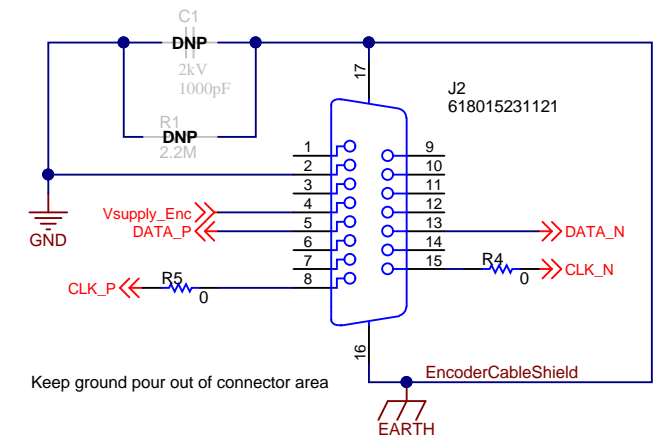 C1
DNP
2kV
1000pF
R1
DNP
2.2M
17
J2
618015231121
1
2
3
4
5
6
7
8
9
10
11
12
13
14
15
GND
Vsupply_Enc
DATA_P
DATA_N
CLK_P
R5
0
R4
0
CLK_N
16
Keep ground pour out of connector area
EncoderCableShield
EARTH